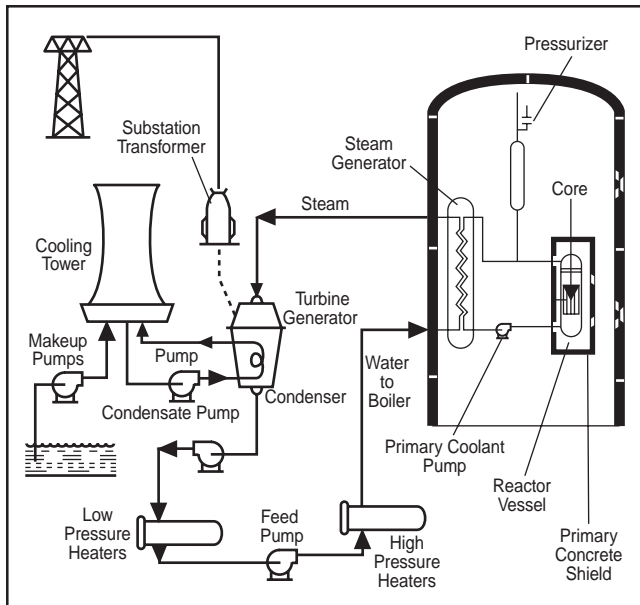 Pressurizer
Substation
Transformer
Steam
Generator
Steam
Core
Cooling
Tower
Turbine
Generator
Makeup
Pumps
Pump
Water
to
Boiler
Condensate Pump
Condenser
Primary Coolant
Pump
Reactor
Vessel
Low
Pressure
Heaters
Feed
Pump
High
Pressure
Heaters
Primary
Concrete
Shield